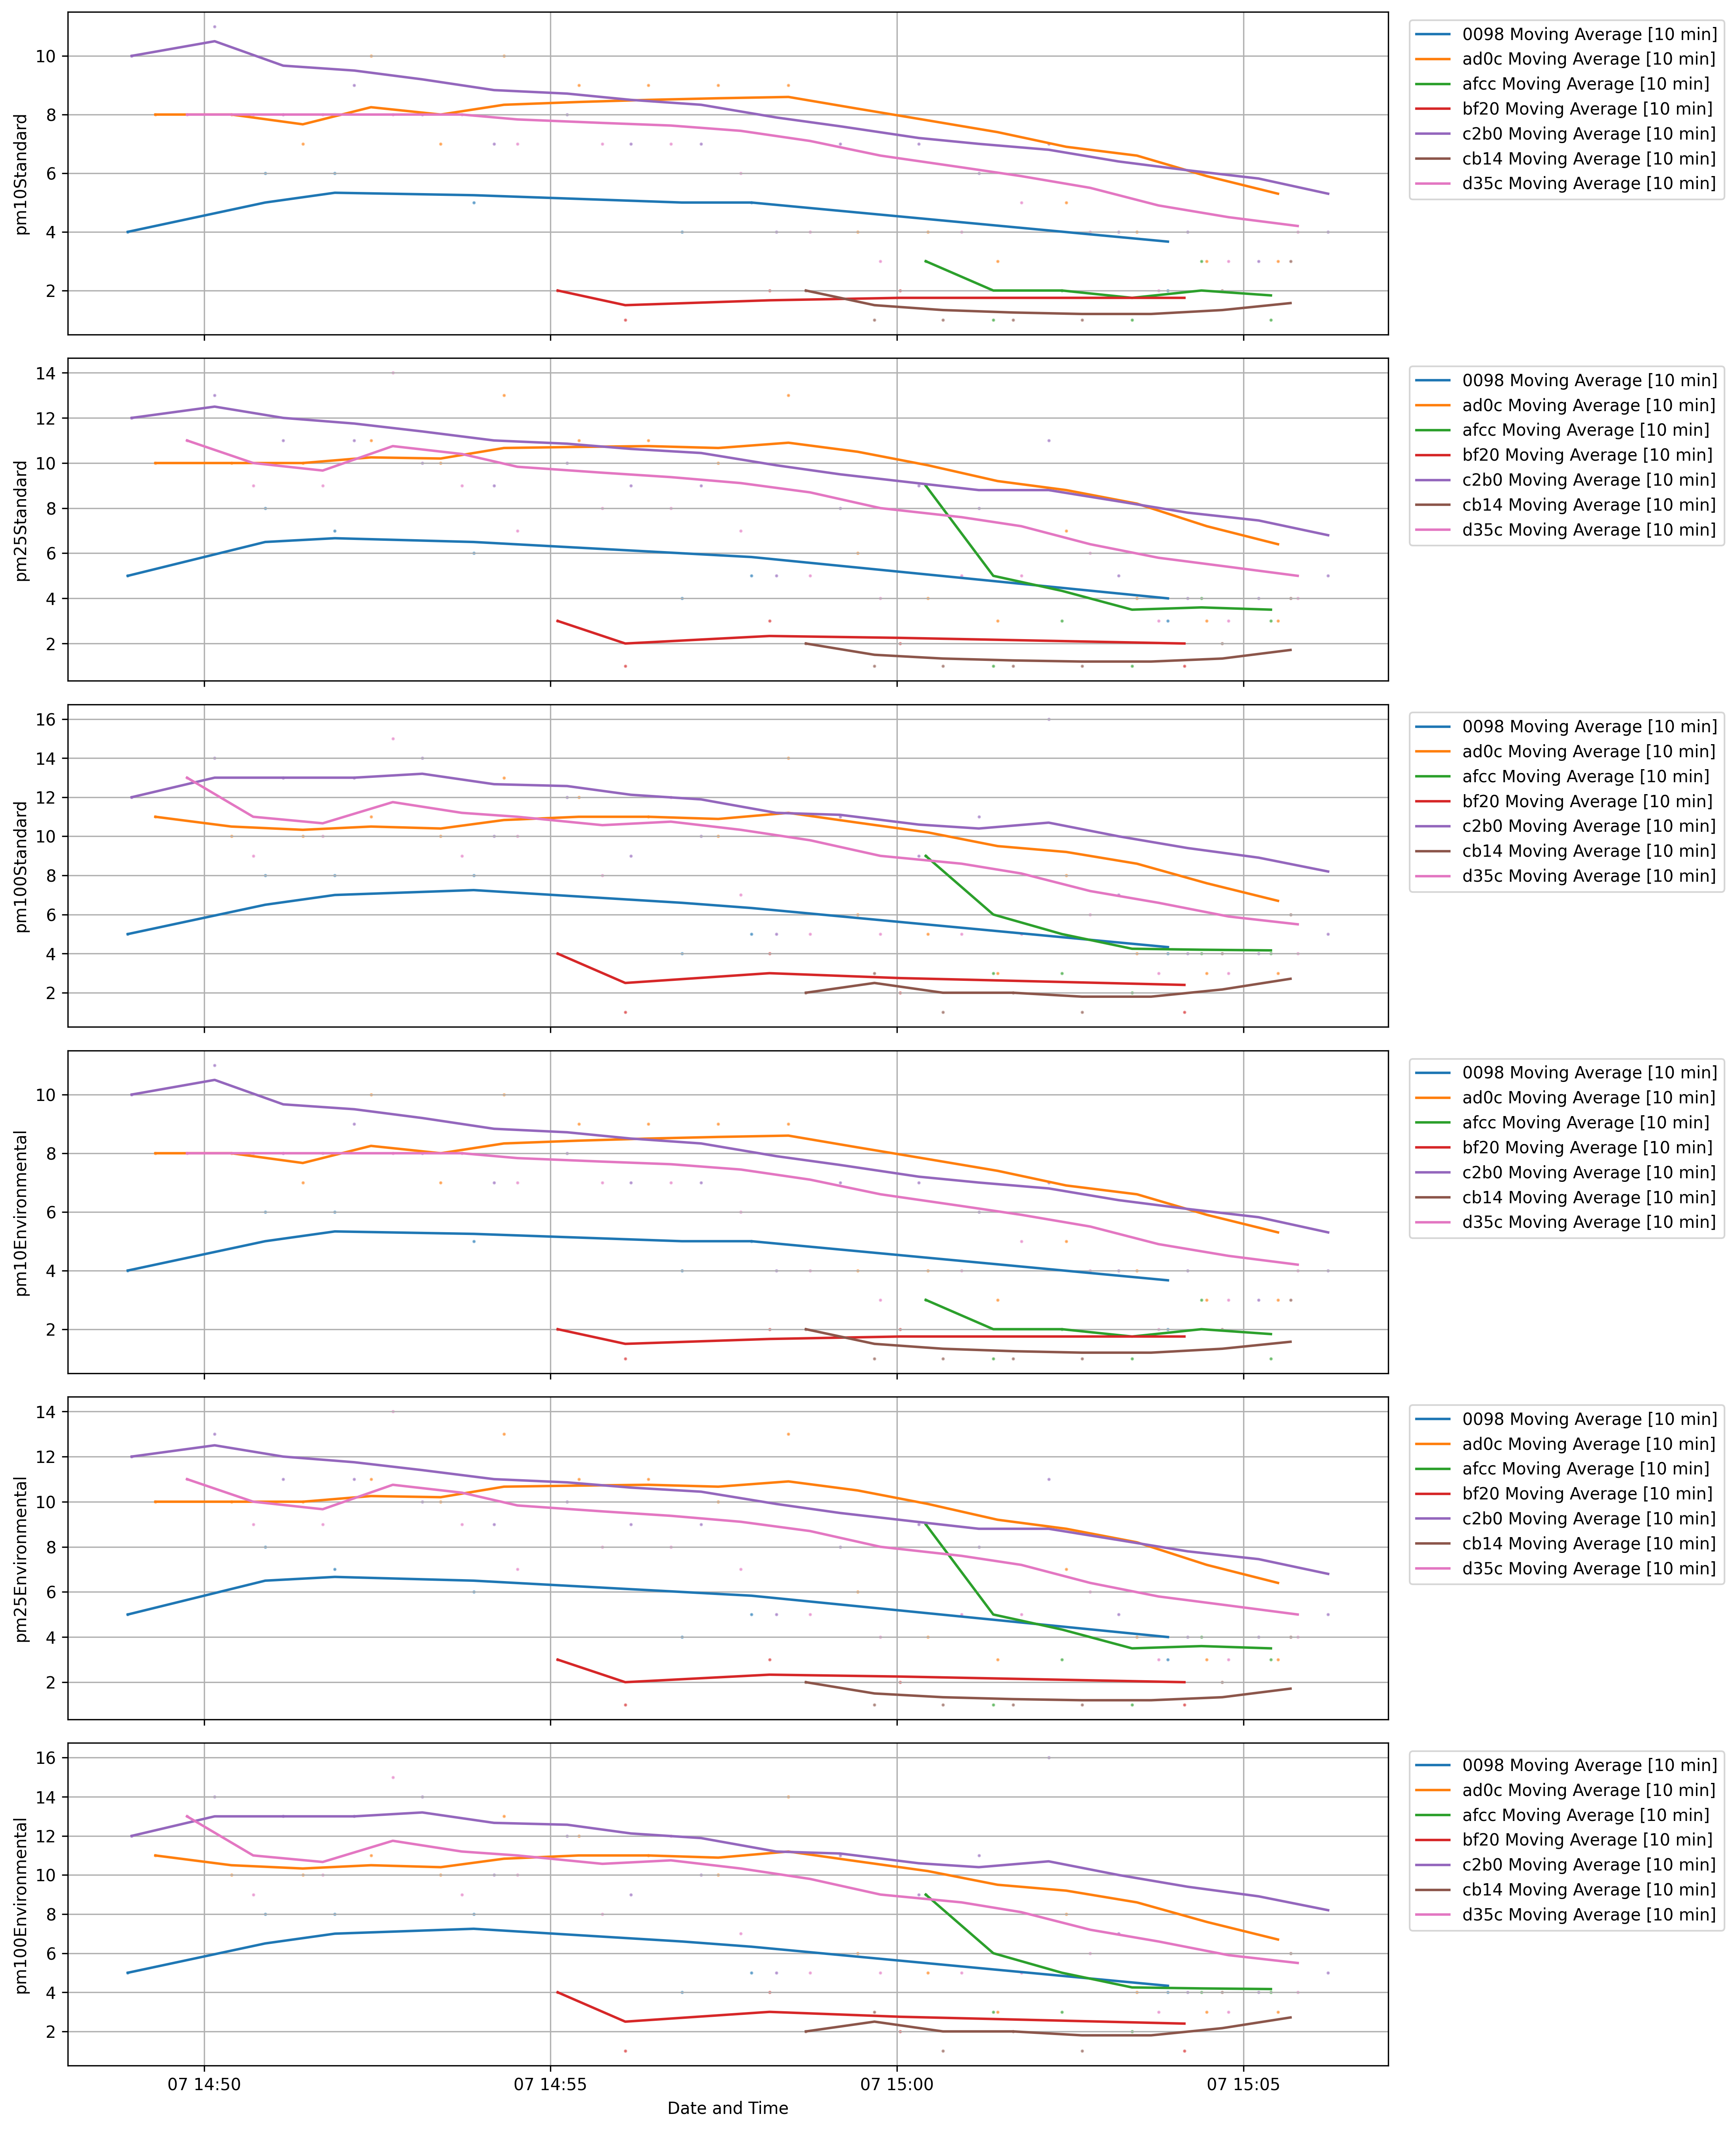 10
8
6
4
2
pm10Standard
0098 Moving Average [10 min]
ad0c Moving Average [10 min]
afcc Moving Average [10 min]
bf20 Moving Average [10 min]
c2b0 Moving Average [10 min]
cb14 Moving Average [10 min]
d35c Moving Average [10 min]
14
12
10
8
6
4
2
pm25Standard
0098 Moving Average [10 min]
ad0c Moving Average [10 min]
afcc Moving Average [10 min]
bf20 Moving Average [10 min]
c2b0 Moving Average [10 min]
cb14 Moving Average [10 min]
d35c Moving Average [10 min]
16
14
12
10
8
6
4
2
pm100Standard
0098 Moving Average [10 min]
ad0c Moving Average [10 min]
afcc Moving Average [10 min]
bf20 Moving Average [10 min]
c2b0 Moving Average [10 min]
cb14 Moving Average [10 min]
d35c Moving Average [10 min]
10
8
6
4
2
pm10Environmental
0098 Moving Average [10 min]
ad0c Moving Average [10 min]
afcc Moving Average [10 min]
bf20 Moving Average [10 min]
c2b0 Moving Average [10 min]
cb14 Moving Average [10 min]
d35c Moving Average [10 min]
14
12
10
8
6
4
2
pm25Environmental
0098 Moving Average [10 min]
ad0c Moving Average [10 min]
afcc Moving Average [10 min]
bf20 Moving Average [10 min]
c2b0 Moving Average [10 min]
cb14 Moving Average [10 min]
d35c Moving Average [10 min]
16
14
12
10
8
6
4
2
pm100Environmental
0098 Moving Average [10 min]
ad0c Moving Average [10 min]
afcc Moving Average [10 min]
bf20 Moving Average [10 min]
c2b0 Moving Average [10 min]
cb14 Moving Average [10 min]
d35c Moving Average [10 min]
07 14:50 07 14:55 07 15:00 07 15:05
Date and Time